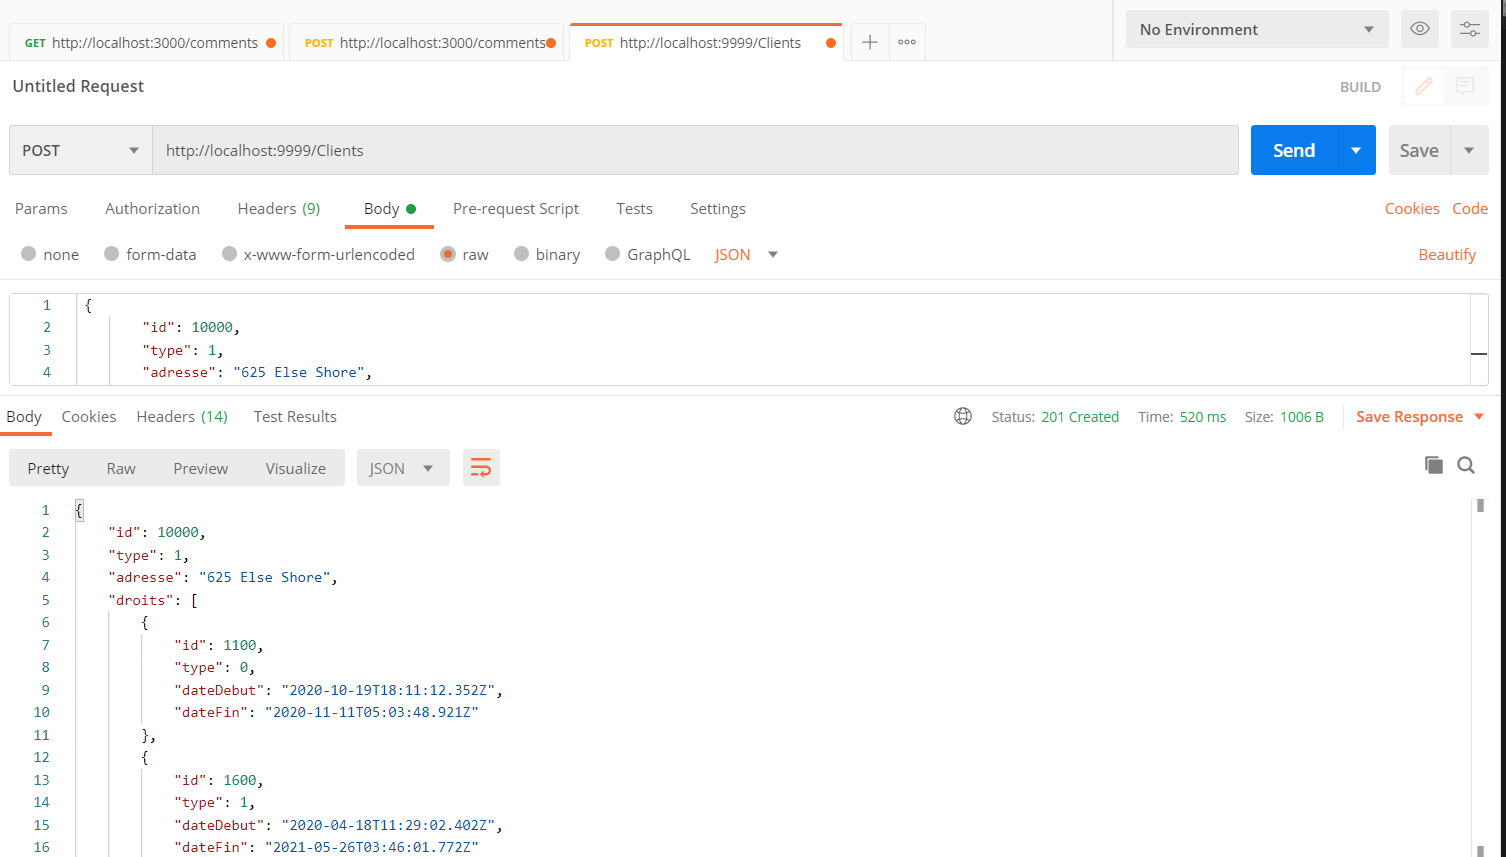 GET http://localhost:3000/comments POST http://localhost:3000/comments POST http://localhost:9999/Clients No Environment
Untitled Request BUILD
POST http://localhost:9999/Clients Send Save
Params Authorization Headers (9) Body Pre-request Script Tests Settings Cookies Code
none form-data x-www-form-urlencoded raw binary GraphQL JSON Beautify
1 {
2 "id": 10000,
3 "type": 1,
4 "adresse": "625 Else Shore",
Body Cookies Headers (14) Test Results Status: 201 Created Time: 520 ms Size: 1006 B Save Response
Pretty Raw Preview Visualize JSON
1 {
2 "id": 10000,
3 "type": 1,
4 "adresse": "625 Else Shore",
5 "droits": [
6 {
7 "id": 1100,
8 "type": 0,
9 "dateDebut": "2020-10-19T18:11:12.352Z",
10 "dateFin": "2020-11-11T05:03:48.921Z"
11 },
12 {
13 "id": 1600,
14 "type": 1,
15 "dateDebut": "2020-04-18T11:29:02.402Z",
16 "dateFin": "2021-05-26T03:46:01.772Z"